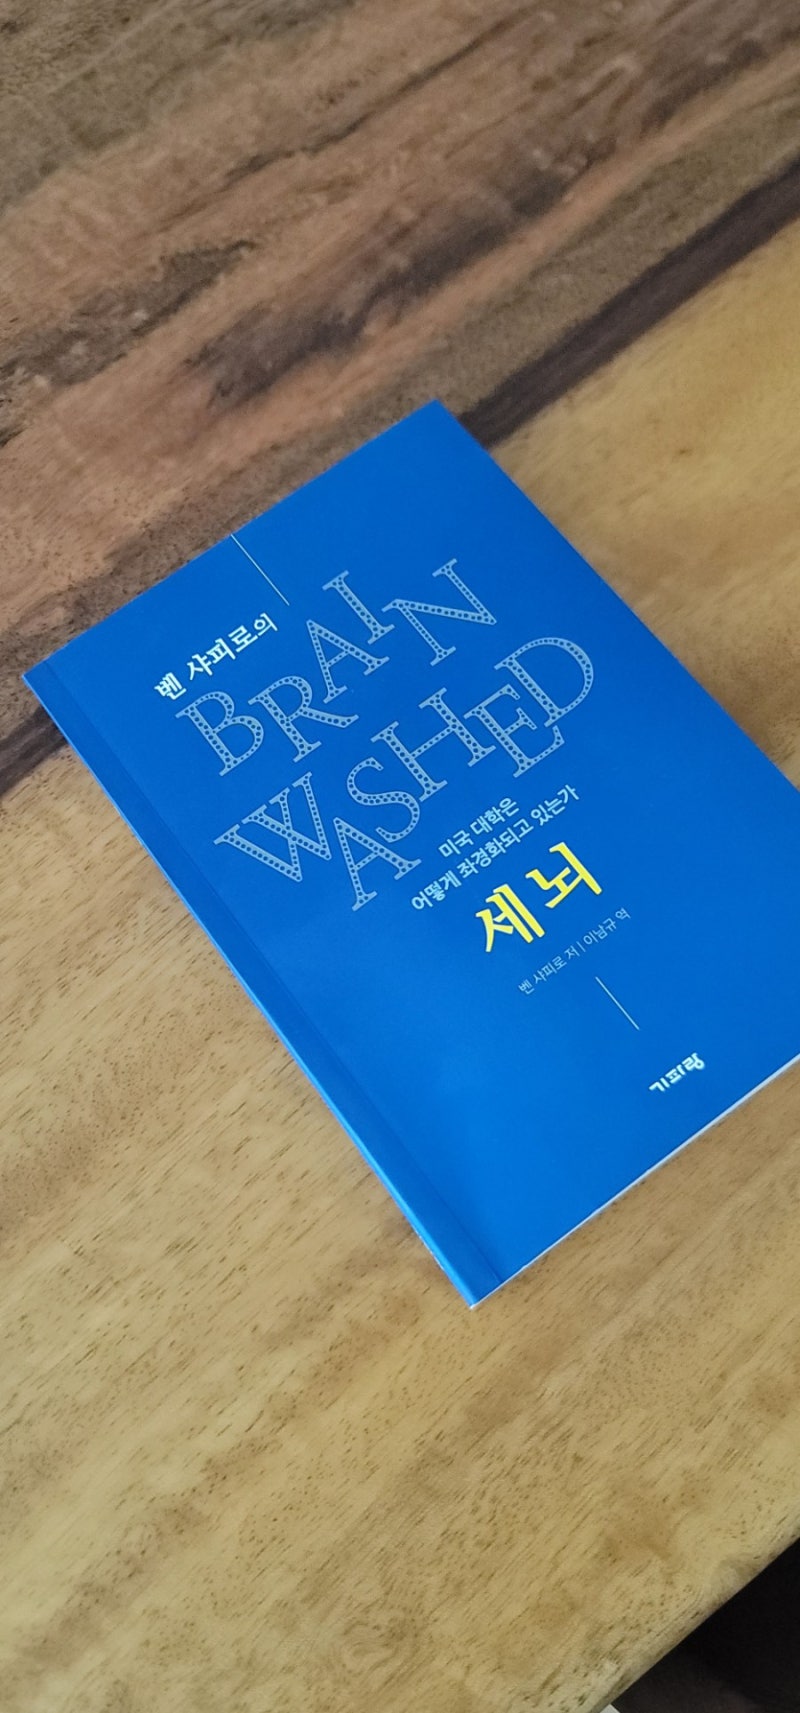 벤 샤피로의
BRAIN
WASHED
미국 대학은
어떻게 좌경화되고 있는가
세뇌
벤 샤피로 저 | 이남규 역
기파랑